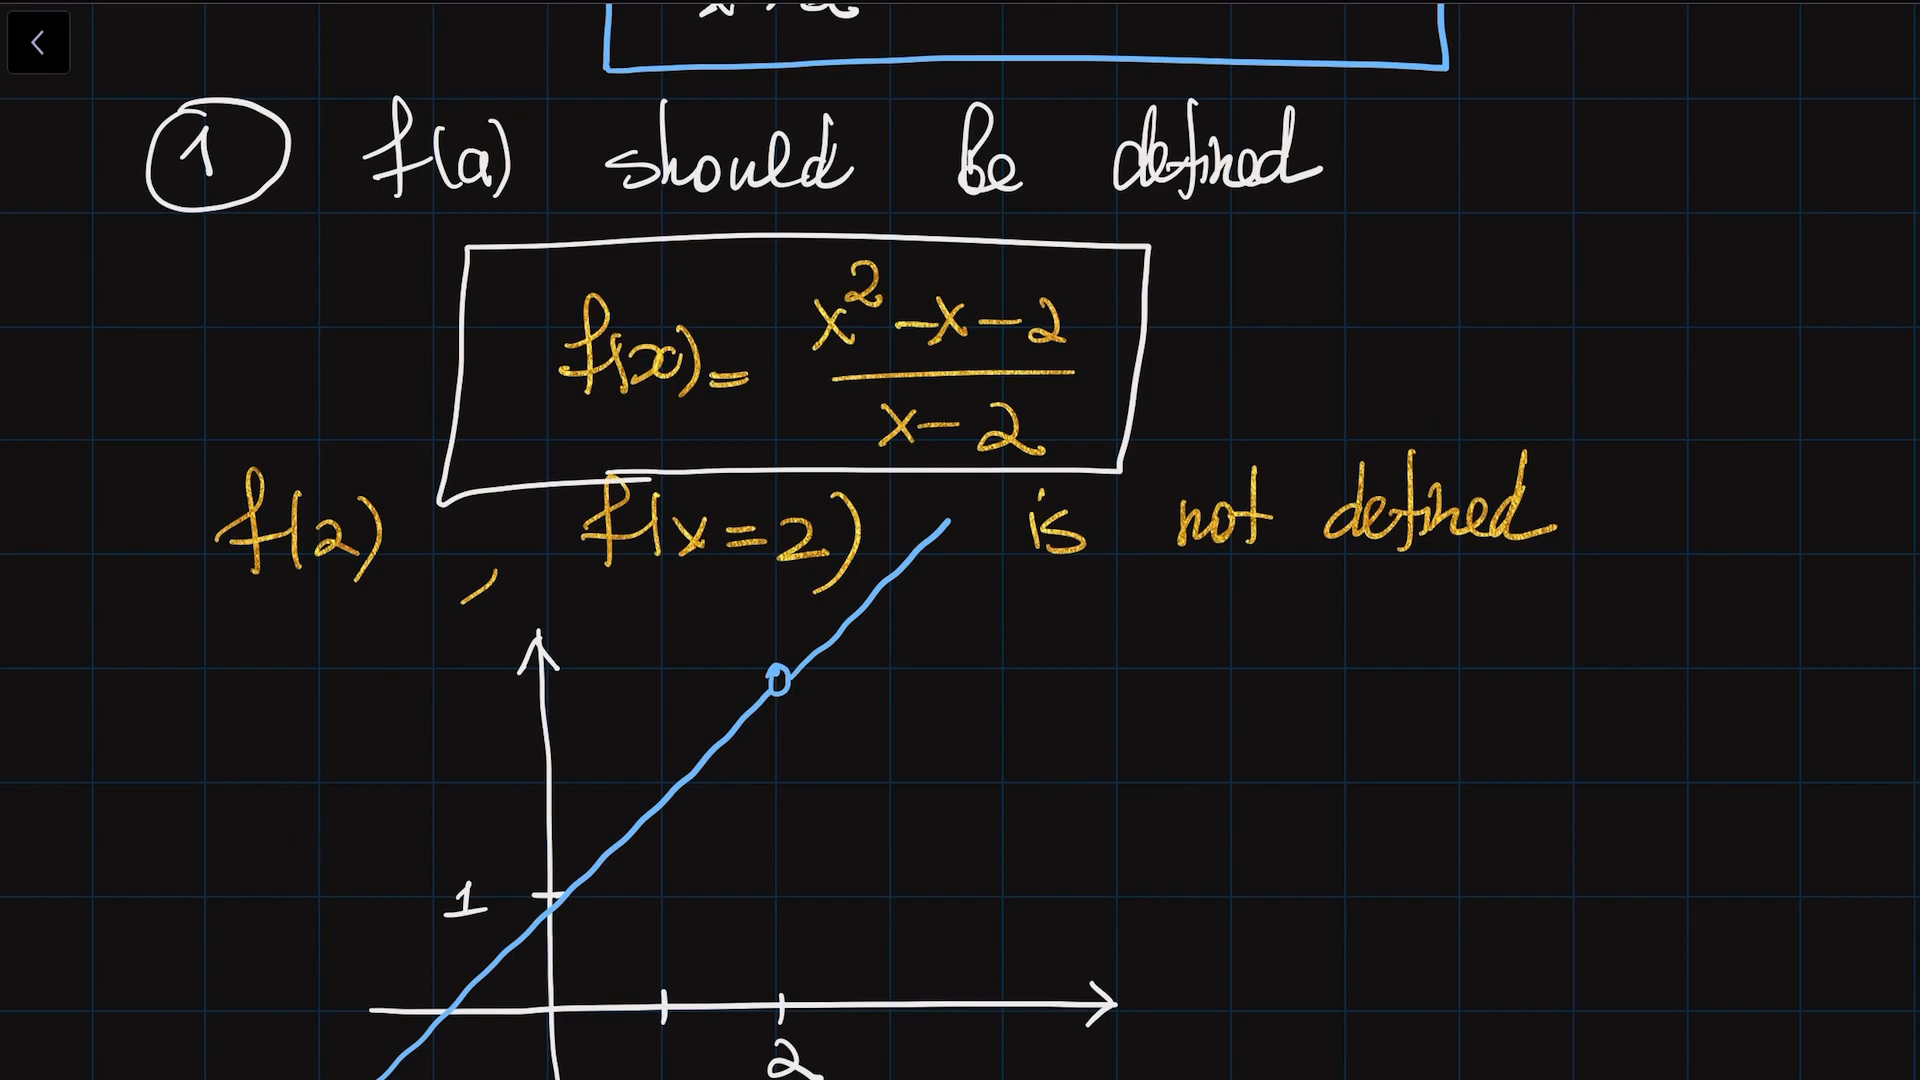 ① f(a) should be defined
f(x) = x² - x - 2 / x - 2
f(2), f(x=2) is not defined
1
2